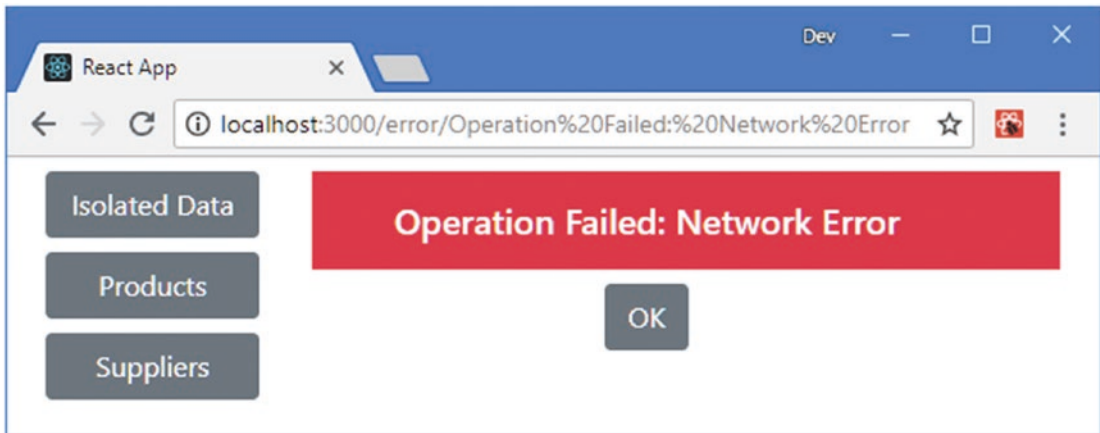 Dev
React App
localhost:3000/error/Operation%20Failed:%20Network%20Error
Isolated Data
Operation Failed: Network Error
Products
OK
Suppliers